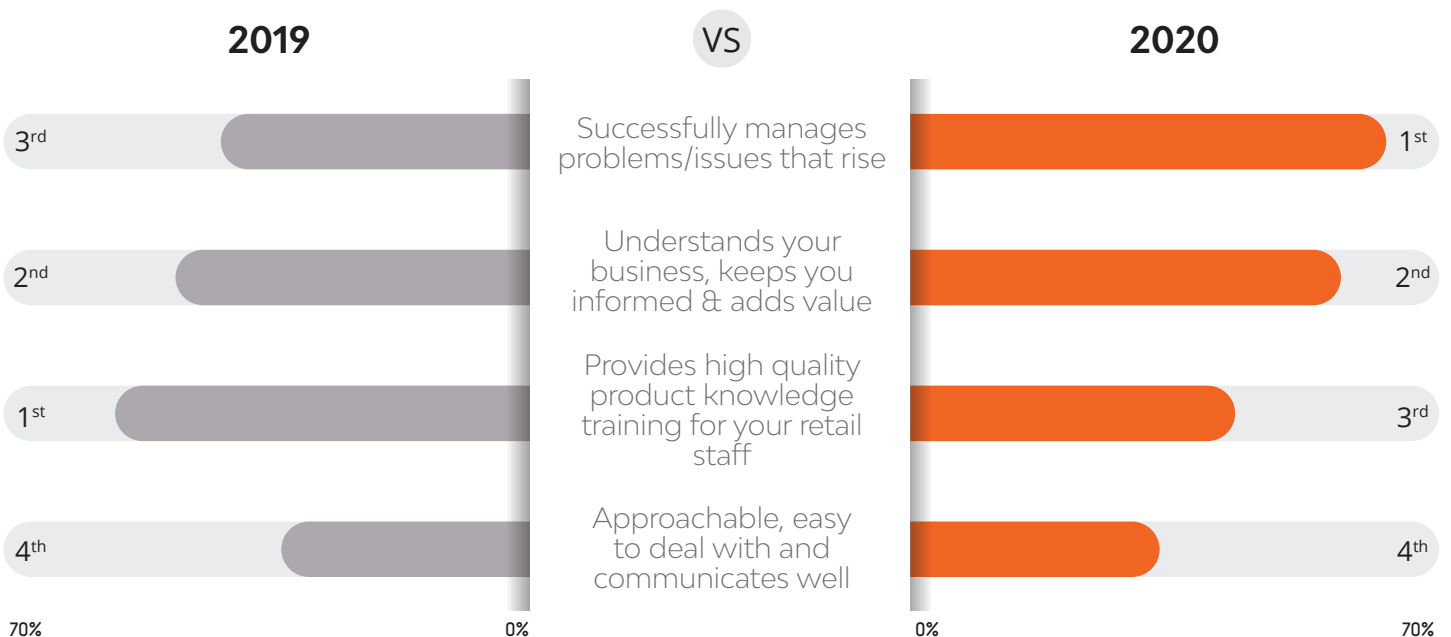 2019
VS
2020
3rd
Successfully manages
problems/issues that rise
1st
2nd
Understands your
business, keeps you
informed & adds value
2nd
1st
Provides high quality
product knowledge
training for your retail
staff
3rd
4th
Approachable, easy
to deal with and
communicates well
4th
70%
0%
0%
70%